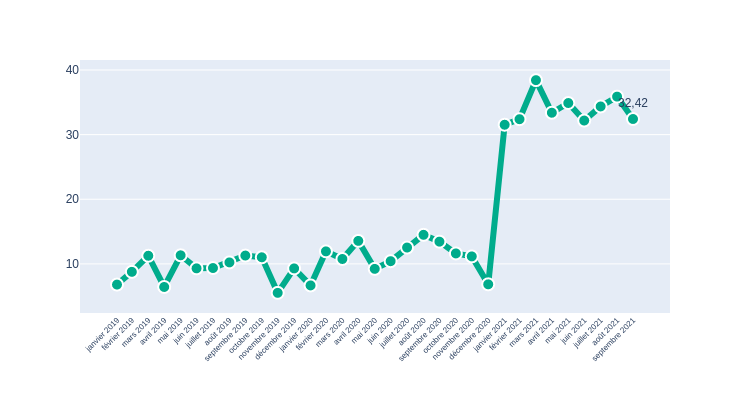 40
30
20
10
32,42
janvier 2019
février 2019
mars 2019
avril 2019
mai 2019
juin 2019
juillet 2019
août 2019
septembre 2019
octobre 2019
novembre 2019
décembre 2019
janvier 2020
février 2020
mars 2020
avril 2020
mai 2020
juin 2020
juillet 2020
août 2020
septembre 2020
octobre 2020
novembre 2020
décembre 2020
janvier 2021
février 2021
mars 2021
avril 2021
mai 2021
juin 2021
juillet 2021
août 2021
septembre 2021